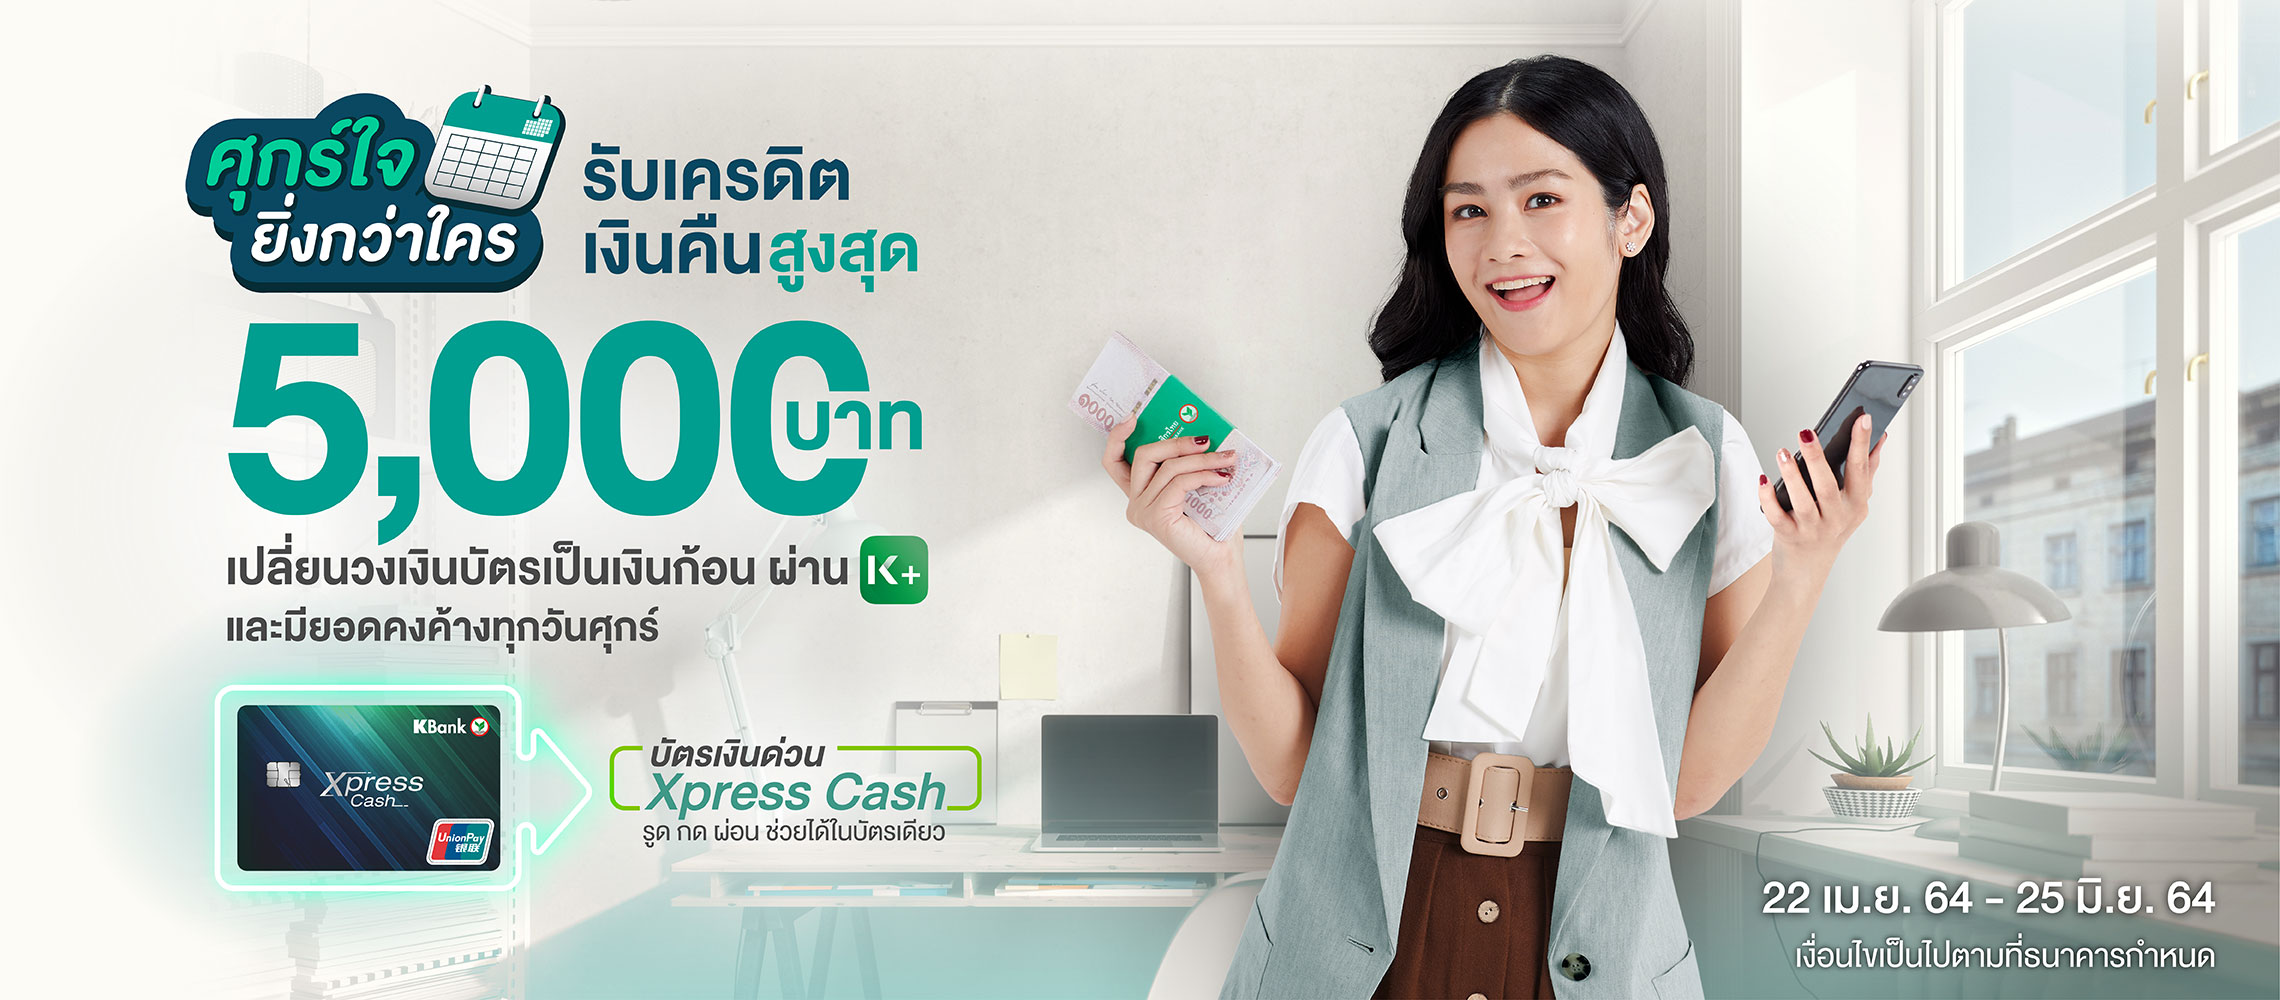 ศุกร์ใจ
ยิ่งกว่าใคร
รับเครดิต
เงินคืนสูงสุด
5,000 บาท
เปลี่ยนวงเงินบัตรเป็นเงินก้อน ผ่าน K+
และมียอดคงค้างทุกวันศุกร์
KBank
Xpress
Cash
UnionPay
银联
บัตรเงินด่วน
Xpress Cash
รูด กด ผ่อน ช่วยได้ในบัตรเดียว
๑000
1000
22 เม.ย. 64 - 25 มิ.ย. 64
เงื่อนไขเป็นไปตามที่ธนาคารกำหนด